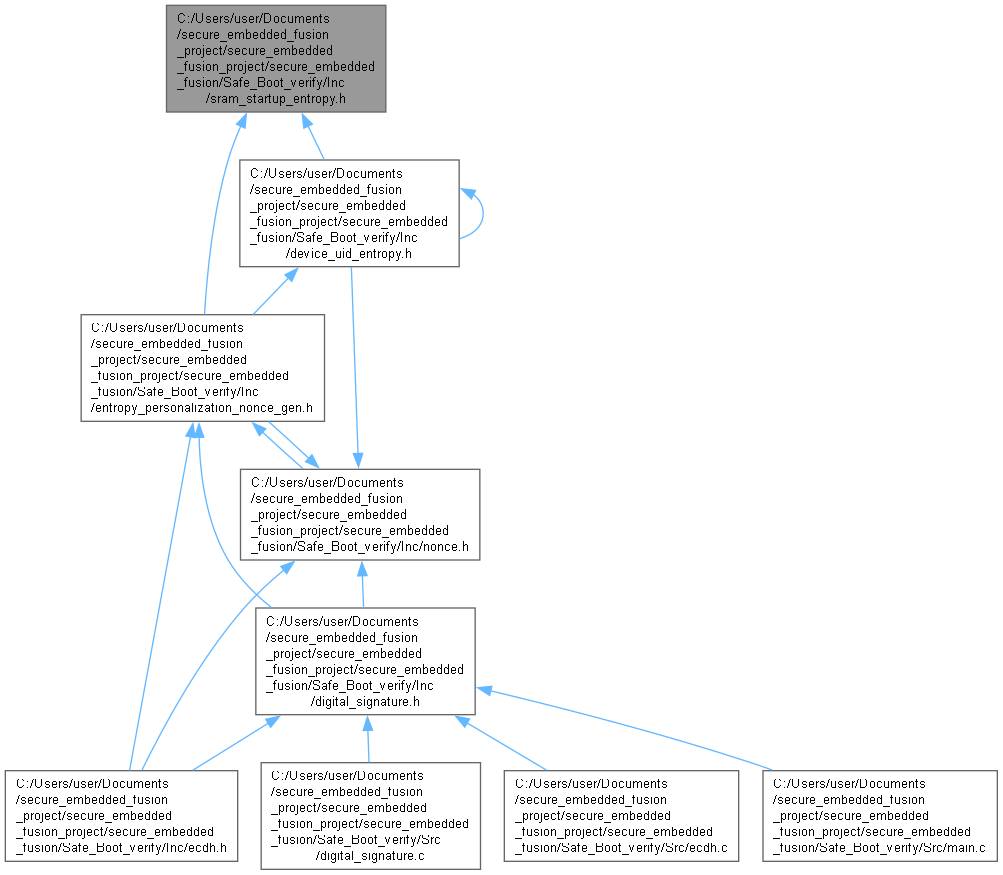 C:/Users/user/Documents
/secure_embedded_fusion
_project/secure_embedded
_fusion_project/secure_embedded
_fusion/Safe_Boot_verify/Inc
/sram_startup_entropy.h
C:/Users/user/Documents
/secure_embedded_fusion
_project/secure_embedded
_fusion_project/secure_embedded
_fusion/Safe_Boot_verify/Inc
/device_uid_entropy.h
C:/Users/user/Documents
/secure_embedded_fusion
_project/secure_embedded
_fusion_project/secure_embedded
_fusion/Safe_Boot_verify/Inc
/entropy_personalization_nonce_gen.h
C:/Users/user/Documents
/secure_embedded_fusion
_project/secure_embedded
_fusion_project/secure_embedded
_fusion/Safe_Boot_verify/Inc/nonce.h
C:/Users/user/Documents
/secure_embedded_fusion
_project/secure_embedded
_fusion_project/secure_embedded
_fusion/Safe_Boot_verify/Inc
/digital_signature.h
C:/Users/user/Documents
/secure_embedded_fusion
_project/secure_embedded
_fusion_project/secure_embedded
_fusion/Safe_Boot_verify/Inc/ecdh.h
C:/Users/user/Documents
/secure_embedded_fusion
_project/secure_embedded
_fusion_project/secure_embedded
_fusion/Safe_Boot_verify/Src
/digital_signature.c
C:/Users/user/Documents
/secure_embedded_fusion
_project/secure_embedded
_fusion_project/secure_embedded
_fusion/Safe_Boot_verify/Src/ecdh.c
C:/Users/user/Documents
/secure_embedded_fusion
_project/secure_embedded
_fusion_project/secure_embedded
_fusion/Safe_Boot_verify/Src/main.c